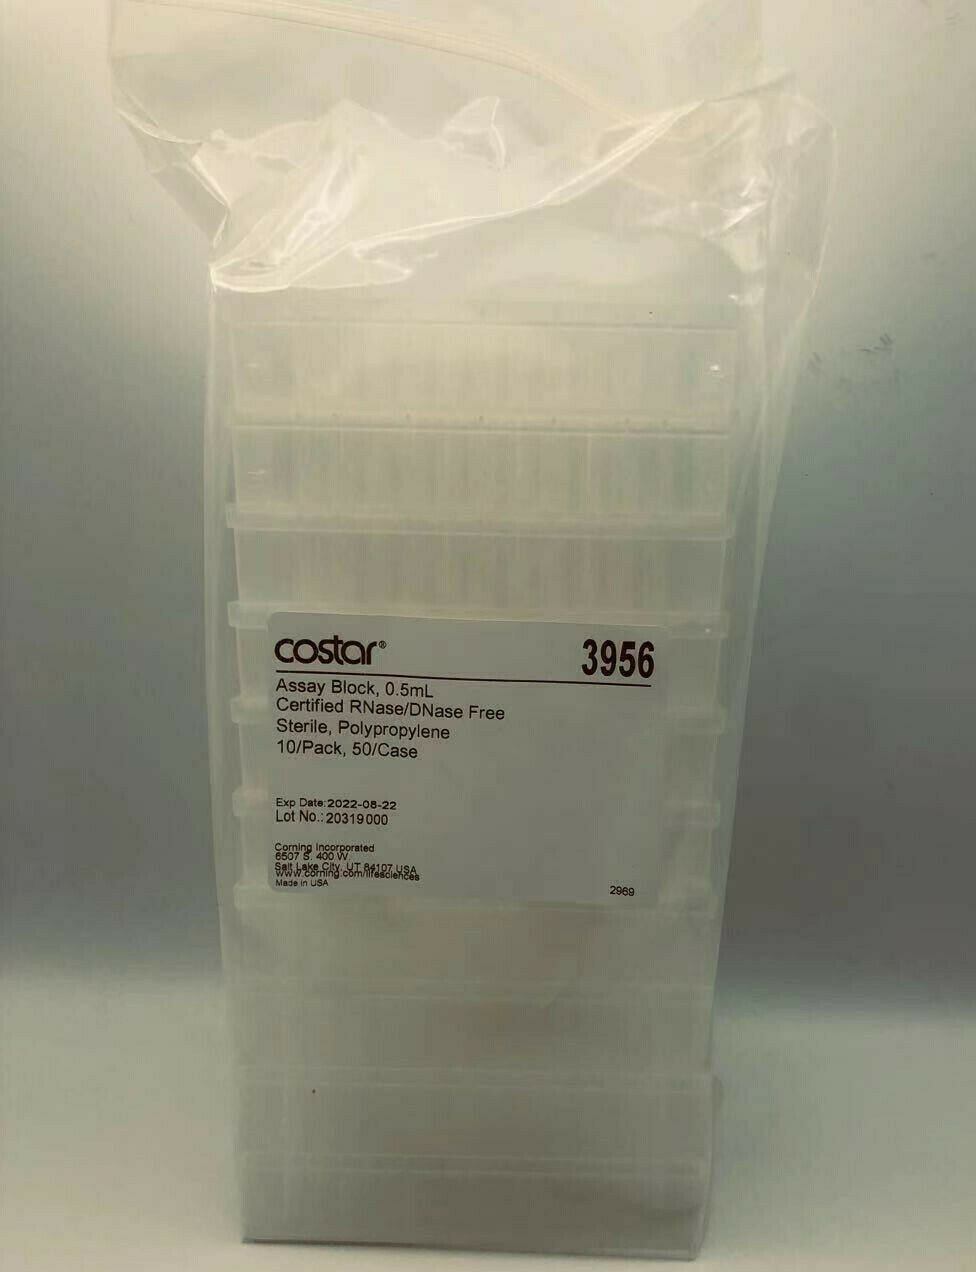 costar® 3956
Assay Block, 0.5mL
Certified RNase/DNase Free
Sterile, Polypropylene
10/Pack, 50/Case
Exp Date: 2022-08-22
Lot No.: 20319000
Corning Incorporated
6507 S. 400 W.
Salt Lake City, UT 84107 USA
www.corning.com/lifesciences
Made in USA 2969